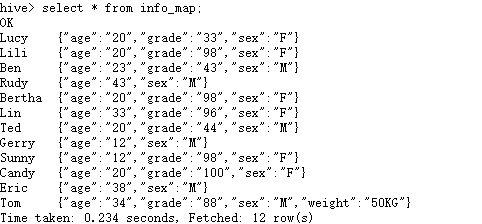 hive> select * from info_map;
OK
Lucy {"age":"20","grade":"33","sex":"F"}
Lili {"age":"20","grade":"98","sex":"F"}
Ben {"age":"23","grade":"43","sex":"M"}
Rudy {"age":"43","sex":"M"}
Bertha {"age":"20","grade":"98","sex":"F"}
Lin {"age":"33","grade":"96","sex":"F"}
Ted {"age":"20","grade":"44","sex":"M"}
Gerry {"age":"12","sex":"M"}
Sunny {"age":"12","grade":"98","sex":"F"}
Candy {"age":"20","grade":"100","sex":"F"}
Eric {"age":"38","sex":"M"}
Tom {"age":"34","grade":"88","sex":"M","weight":"50KG"}
Time taken: 0.234 seconds, Fetched: 12 row(s)